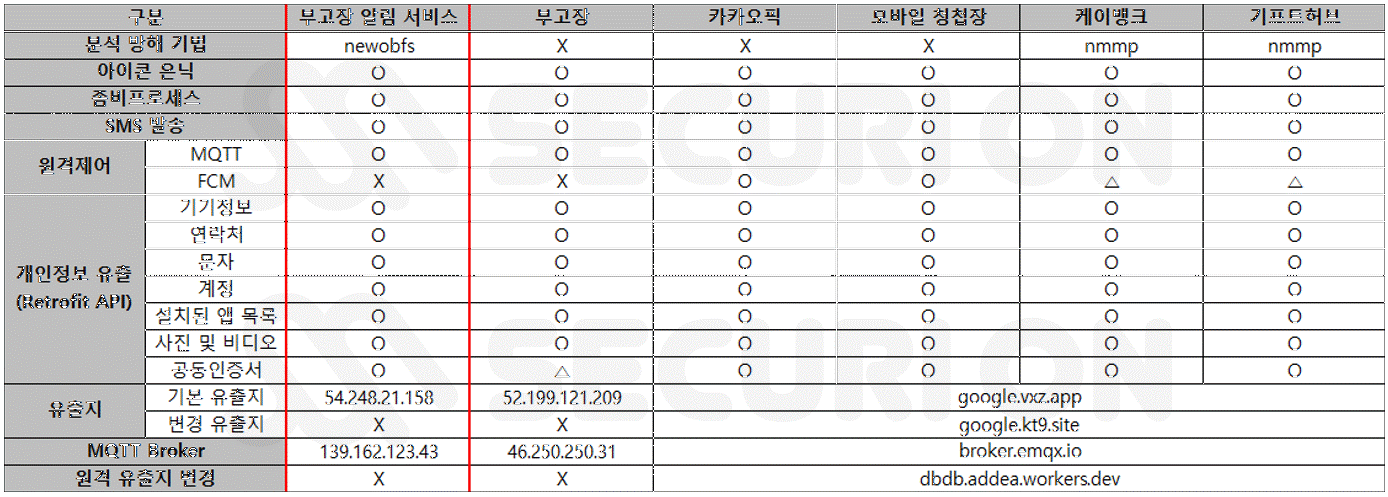 구분 부고장 알림 서비스 부고장 카카오픽 모바일 청첩장 케이뱅크 기프트허브
분석 방해 기법 newobfs X X X nmmp nmmp
아이콘 은닉 O O O O O O
좀비프로세스 O O O O O O
SMS 발송 O O O O O O
원격제어 MQTT O O O O O O
FCM X X O O △ △
개인정보 유출 (Retrofit API) 기기정보 O O O O O O
연락처 O O O O O O
문자 O O O O O O
계정 O O O O O O
설치된 앱 목록 O O O O O O
사진 및 비디오 O O O O O O
공동인증서 O △ O O O O
유출지 기본 유출지 54.248.21.158 52.199.121.209 google.vxz.app
변경 유출지 X X google.kt9.site
MQTT Broker 139.162.123.43 46.250.250.31 broker.emqx.io
원격 유출지 변경 X X dbdb.addea.workers.dev
SECURION
SECURION